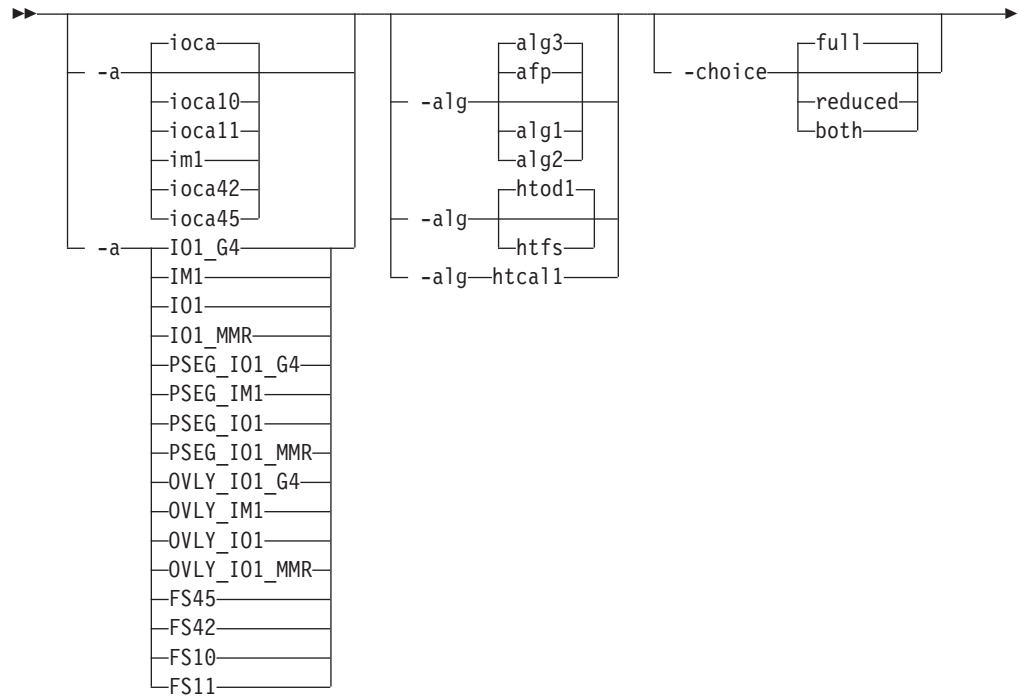 ioca
-a
ioca10
ioca11
im1
ioca42
ioca45
-a IO1_G4
IM1
IO1
IO1_MMR
PSEG_IO1_G4
PSEG_IM1
PSEG_IO1
PSEG_IO1_MMR
OVLY_IO1_G4
OVLY_IM1
OVLY_IO1
OVLY_IO1_MMR
FS45
FS42
FS10
FS11
alg3
afp
-alg
alg1
alg2
htod1
-alg
htfs
-alg htcal1
full
-choice
reduced
both